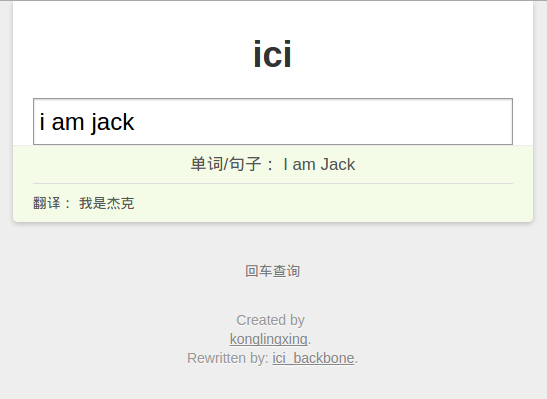 ici
i am jack
单词/句子 ：I am Jack
翻译 ：我是杰克
回车查询
Created by
konglingxing.
Rewritten by: ici_backbone.